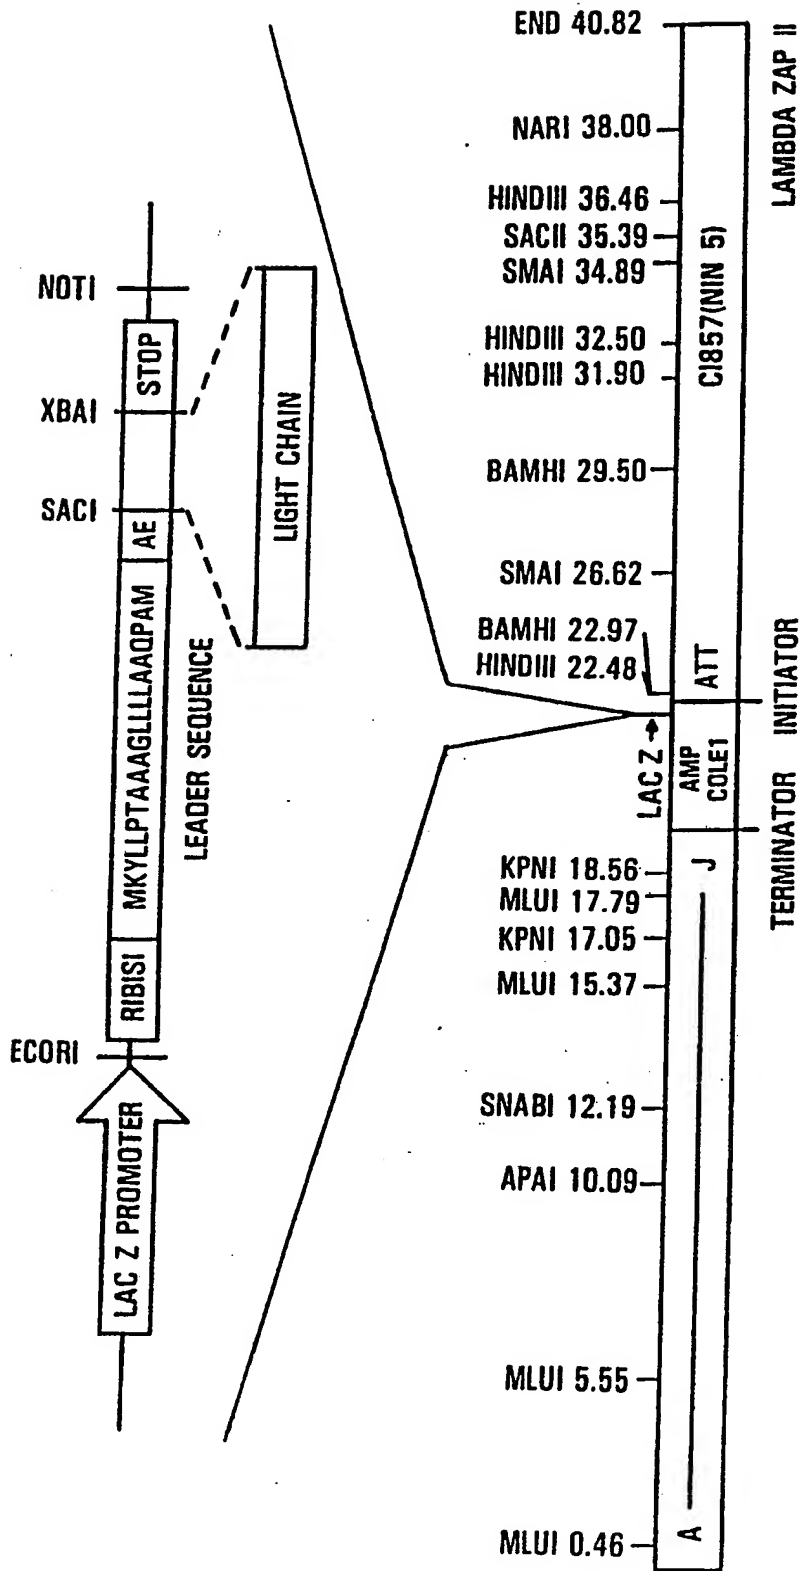 NOTI
XBAI
SACI
ECORI
STOP
AE
MKYLLPTAAAGLLLLAAQPAM
RIBISI
LAC Z PROMOTER
LEADER SEQUENCE
LIGHT CHAIN
END 40.82
NARI 38.00
HINDIII 36.46
SACII 35.39
SMAI 34.89
HINDIII 32.50
HINDIII 31.90
BAMHI 29.50
SMAI 26.62
BAMHI 22.97
HINDIII 22.48
LAC Z
KPNI 18.56
MLUI 17.79
KPNI 17.05
MLUI 15.37
SNABI 12.19
APAI 10.09
MLUI 5.55
MLUI 0.46
CI857(NIN 5)
ATT
AMP
COLE1
J
A
LAMBDA ZAP II
INITIATOR
TERMINATOR